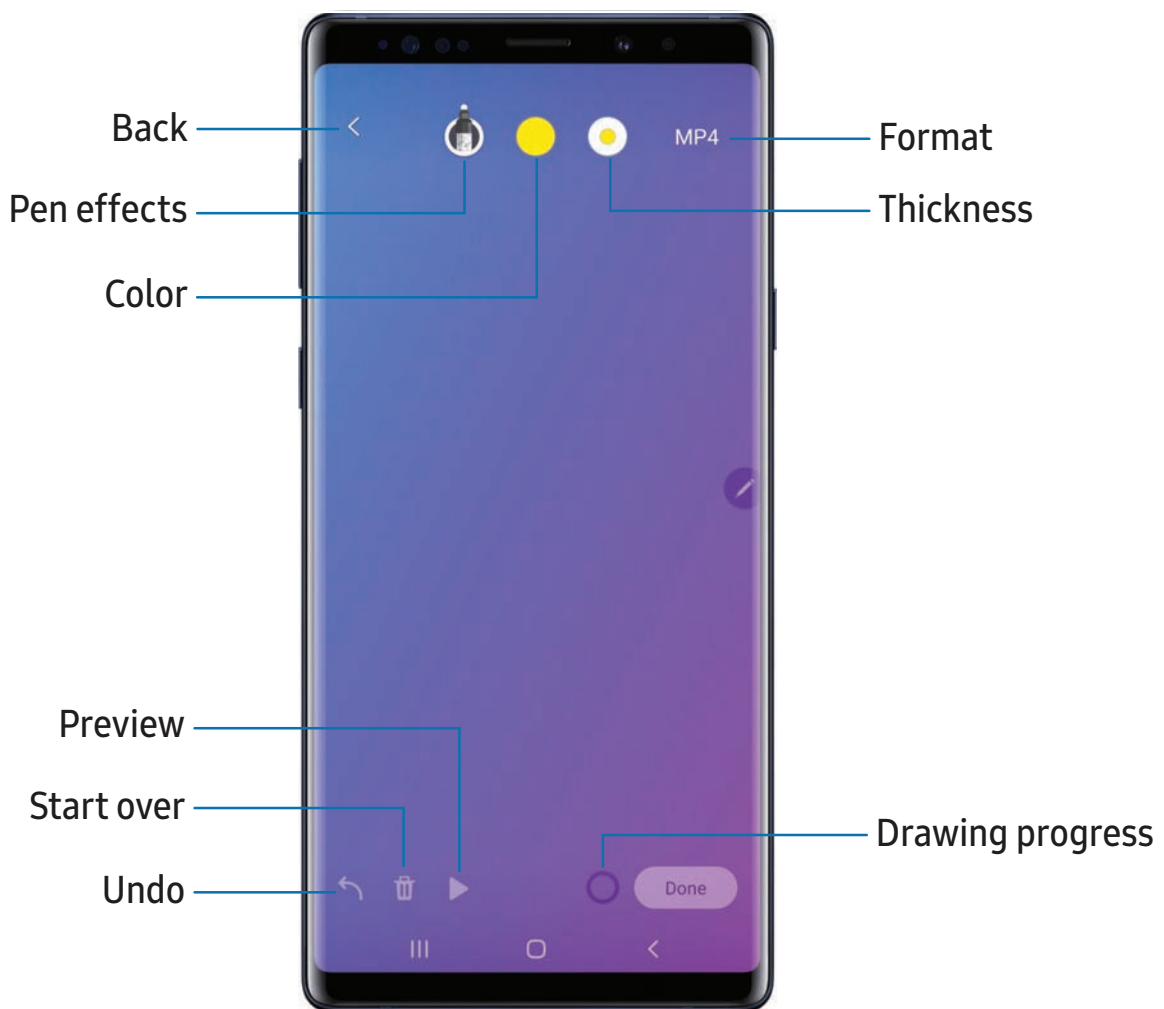 Back
MP4
Format
Pen effects
Thickness
Color
Preview
Start over
Drawing progress
Undo
Done